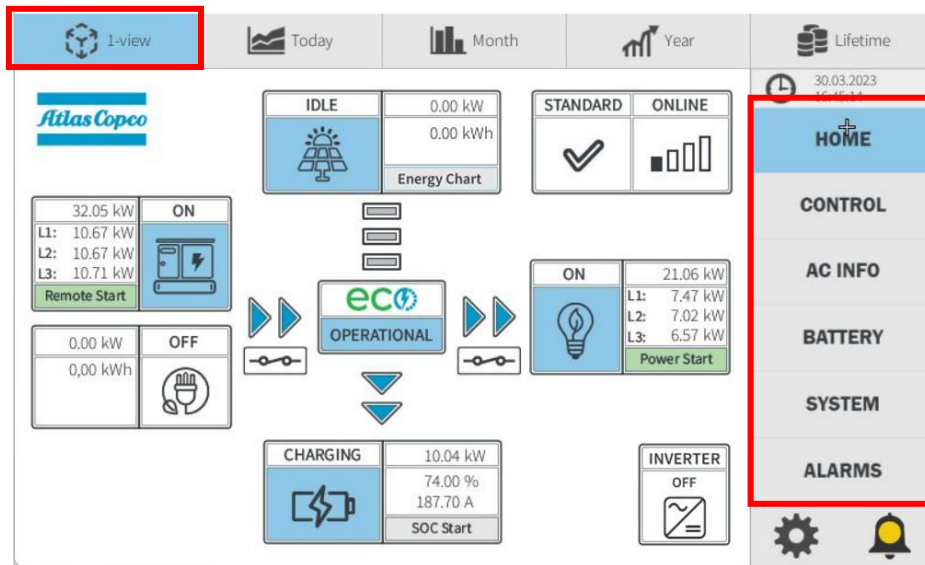 1-view
Today
Month
Year
Lifetime
Atlas Copco
IDLE
0.00 kW
0.00 kWh
Energy Chart
STANDARD
ONLINE
30.03.2023
HOME
CONTROL
AC INFO
BATTERY
SYSTEM
ALARMS
32.05 kW
ON
L1: 10.67 kW
L2: 10.67 kW
L3: 10.71 kW
Remote Start
0.00 kW
OFF
0,00 kWh
eco
OPERATIONAL
ON
21.06 kW
L1: 7.47 kW
L2: 7.02 kW
L3: 6.57 kW
Power Start
CHARGING
10.04 kW
74.00 %
187.70 A
SOC Start
INVERTER
OFF